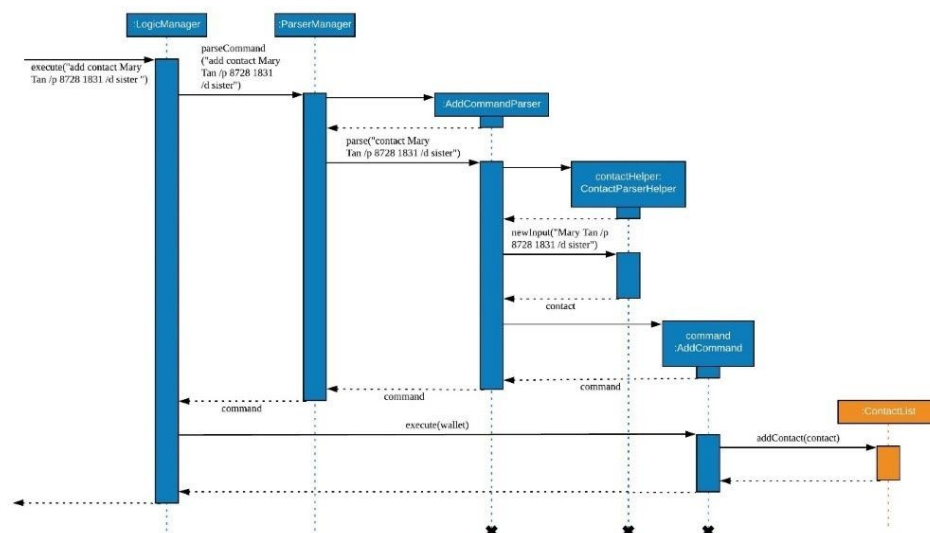 :LogicManager
:ParserManager
execute("add contact Mary
Tan /p 8728 1831 /d sister ")
parseCommand
("add contact Mary
Tan /p 8728 1831
/d sister")
:AddCommandParser
parse("contact Mary
Tan /p 8728 1831 /d sister")
contactHelper:
ContactParserHelper
newInput("Mary Tan /p
8728 1831 /d sister")
contact
command
:AddCommand
command
command
command
:ContactList
execute(wallet)
addContact(contact)